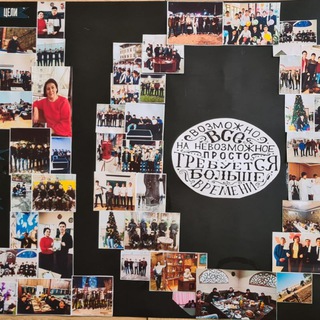 ЦЕЛИ
ВОЗМОЖНО
ВСЁ
НА НЕВОЗМОЖНОЕ
ПРОСТО
ТРЕБУЕТСЯ
БОЛЬШЕ
ВРЕМЕНИ